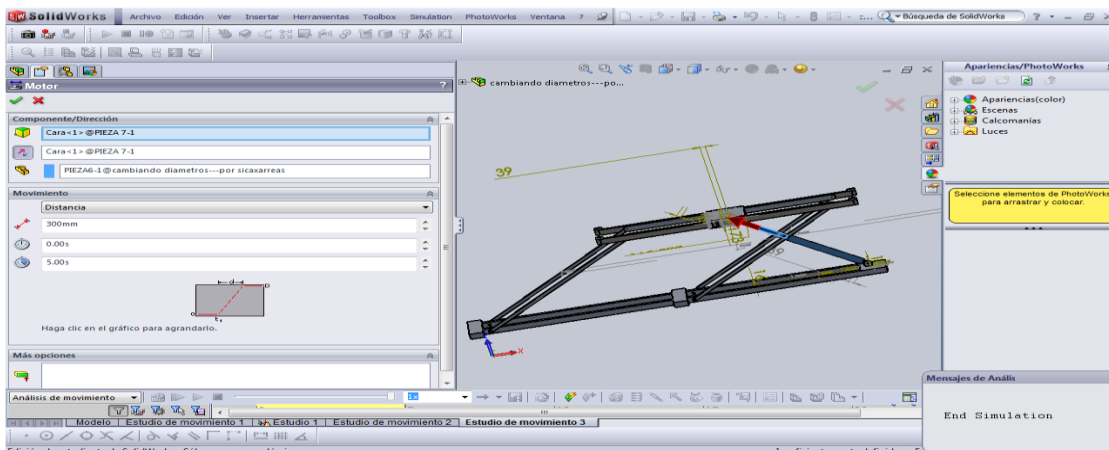 SolidWorks Archivo Edición Ver Insertar Herramientas Toolbox Simulation PhotoWorks Ventana ? Búsqueda de SolidWorks ?
Motor ?
Componente/Dirección
Cara<1>@PIEZA 7-1
Cara<1>@PIEZA 7-1
PIEZA6-1@cambiando diametros---por sicaxarreas
Movimiento
Distancia
300mm
0.00s
5.00s
Haga clic en el gráfico para agrandarlo.
Más opciones
cambiando diametros---po...
39
78
X
Apariencias/PhotoWorks
Apariencias(color)
Escenas
Calcomanías
Luces
Seleccione elementos de PhotoWorks
para arrastrar y colocar.
Análisis de movimiento
1x
Modelo Estudio de movimiento 1 Estudio 1 Estudio de movimiento 2 Estudio de movimiento 3
Mensajes de Anális
End Simulation